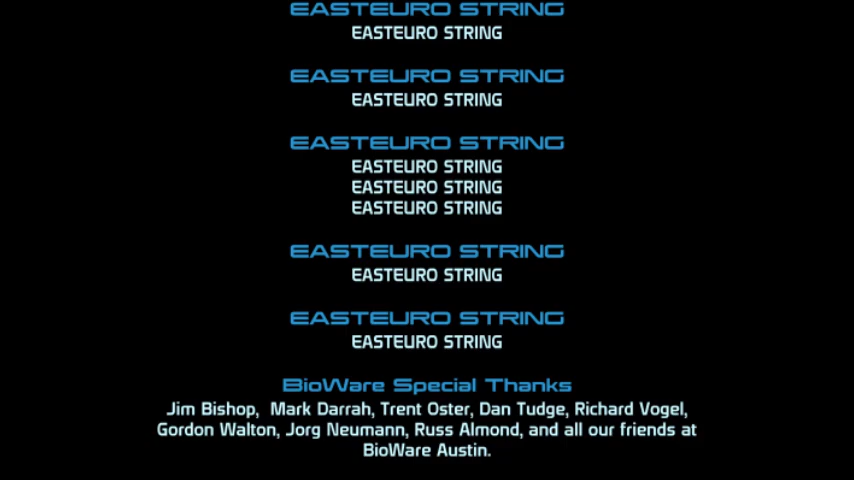 EASTEURO STRING
EASTEURO STRING
EASTEURO STRING
EASTEURO STRING
EASTEURO STRING
EASTEURO STRING
EASTEURO STRING
EASTEURO STRING
EASTEURO STRING
EASTEURO STRING
EASTEURO STRING
EASTEURO STRING
BioWare Special Thanks
Jim Bishop,  Mark Darrah, Trent Oster, Dan Tudge, Richard Vogel,
Gordon Walton, Jorg Neumann, Russ Almond, and all our friends at
BioWare Austin.